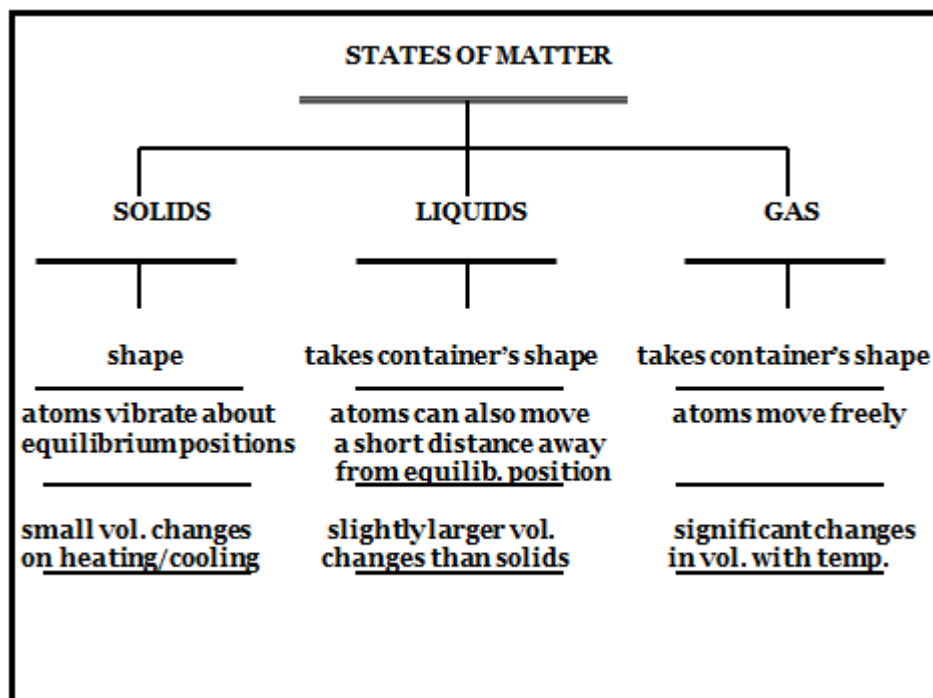 STATES OF MATTER
SOLIDS LIQUIDS GAS
shape takes container’s shape takes container’s shape
atoms vibrate about
equilibrium positions
atoms can also move
a short distance away
from equilib. position
atoms move freely
small vol. changes
on heating/cooling
slightly larger vol.
changes than solids
significant changes
in vol. with temp.